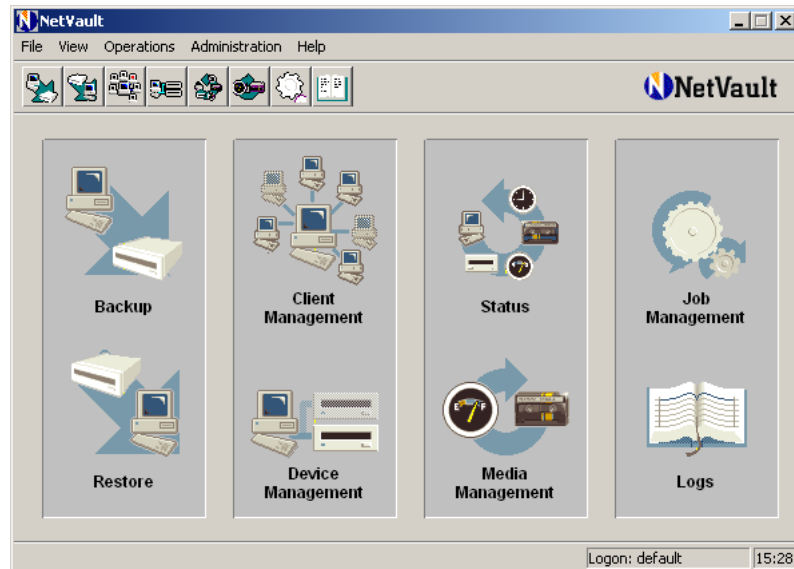 NetVault
File View Operations Administration Help
NetVault
Backup
Client
Management
Status
Job
Management
E F
Restore
Device
Management
Media
Management
Logs
Logon: default
15:28